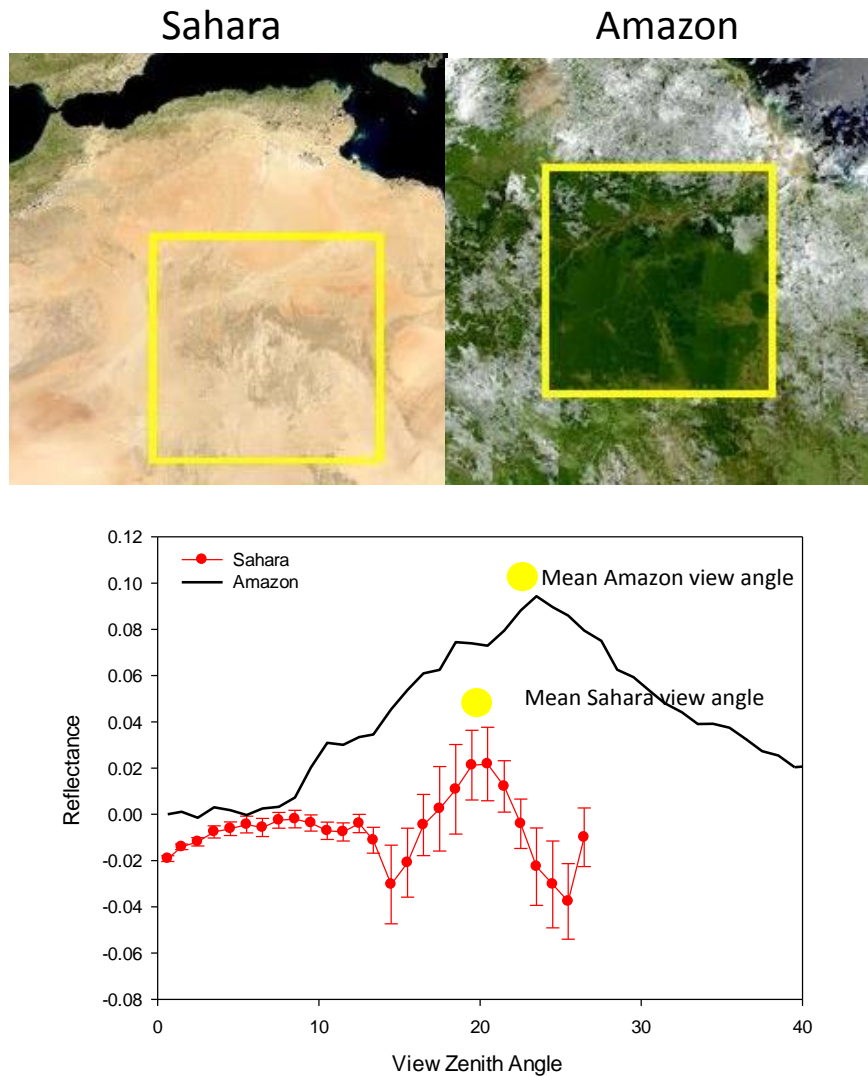 Sahara
Amazon
0.12
0.10
0.08
0.06
0.04
0.02
0.00
-0.02
-0.04
-0.06
-0.08
Reflectance
Sahara
Amazon
Mean Amazon view angle
Mean Sahara view angle
0
10
20
30
40
View Zenith Angle